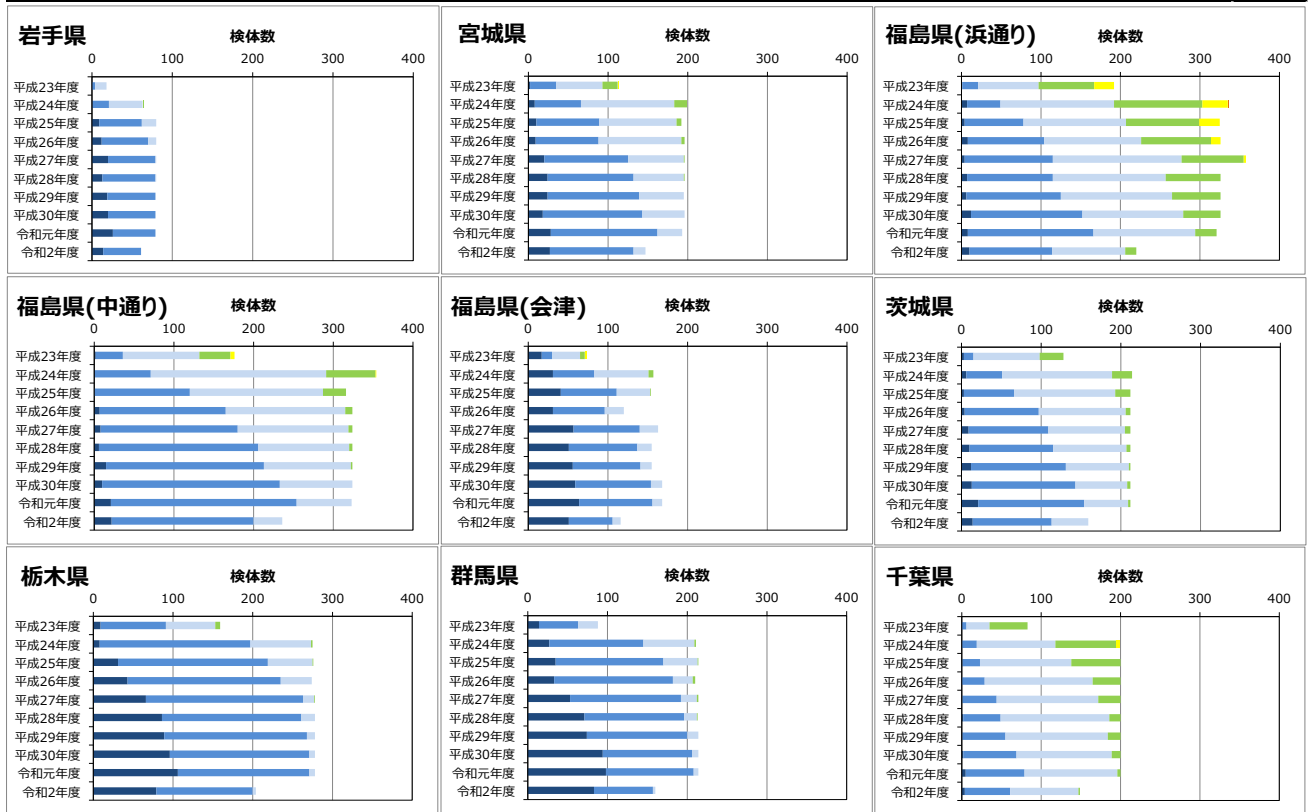 岩手県 検体数
0 100 200 300 400
平成23年度
平成24年度
平成25年度
平成26年度
平成27年度
平成28年度
平成29年度
平成30年度
令和元年度
令和2年度
宮城県 検体数
0 100 200 300 400
平成23年度
平成24年度
平成25年度
平成26年度
平成27年度
平成28年度
平成29年度
平成30年度
令和元年度
令和2年度
福島県(浜通り) 検体数
0 100 200 300 400
平成23年度
平成24年度
平成25年度
平成26年度
平成27年度
平成28年度
平成29年度
平成30年度
令和元年度
令和2年度
福島県(中通り) 検体数
0 100 200 300 400
平成23年度
平成24年度
平成25年度
平成26年度
平成27年度
平成28年度
平成29年度
平成30年度
令和元年度
令和2年度
福島県(会津) 検体数
0 100 200 300 400
平成23年度
平成24年度
平成25年度
平成26年度
平成27年度
平成28年度
平成29年度
平成30年度
令和元年度
令和2年度
茨城県 検体数
0 100 200 300 400
平成23年度
平成24年度
平成25年度
平成26年度
平成27年度
平成28年度
平成29年度
平成30年度
令和元年度
令和2年度
栃木県 検体数
0 100 200 300 400
平成23年度
平成24年度
平成25年度
平成26年度
平成27年度
平成28年度
平成29年度
平成30年度
令和元年度
令和2年度
群馬県 検体数
0 100 200 300 400
平成23年度
平成24年度
平成25年度
平成26年度
平成27年度
平成28年度
平成29年度
平成30年度
令和元年度
令和2年度
千葉県 検体数
0 100 200 300 400
平成23年度
平成24年度
平成25年度
平成26年度
平成27年度
平成28年度
平成29年度
平成30年度
令和元年度
令和2年度